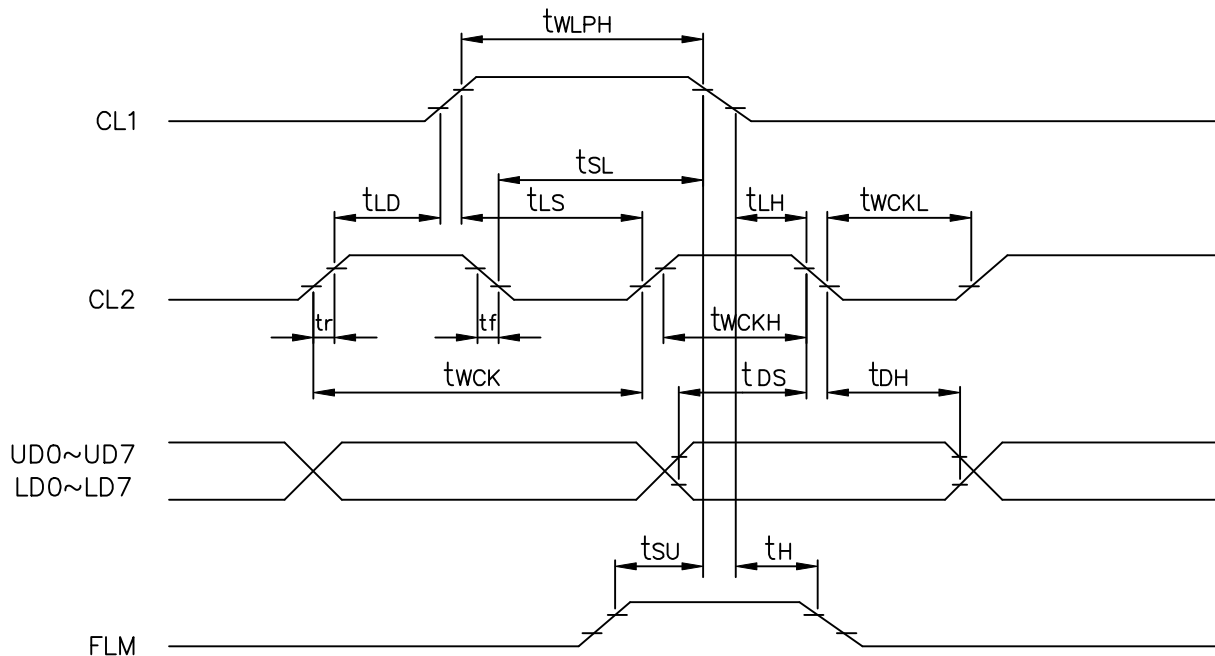 tWLPH
CL1
tSL
tLD
tLS
tLH
tWCKL
CL2
tr
tf
tWCKH
tWCK
tDS
tDH
UD0~UD7
LD0~LD7
tSU
tH
FLM